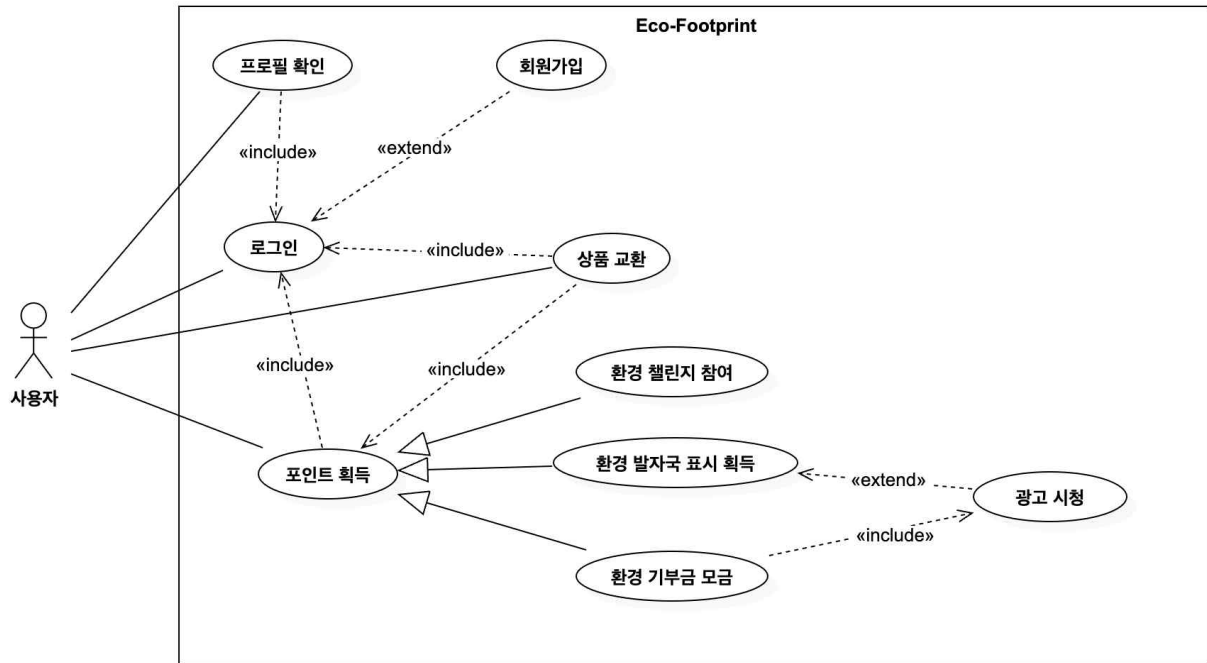 Eco-Footprint
프로필 확인
회원가입
«include»
«extend»
로그인
«include»
상품 교환
사용자
«include»
«include»
환경 챌린지 참여
포인트 획득
환경 발자국 표시 획득
«extend»
광고 시청
«include»
환경 기부금 모금